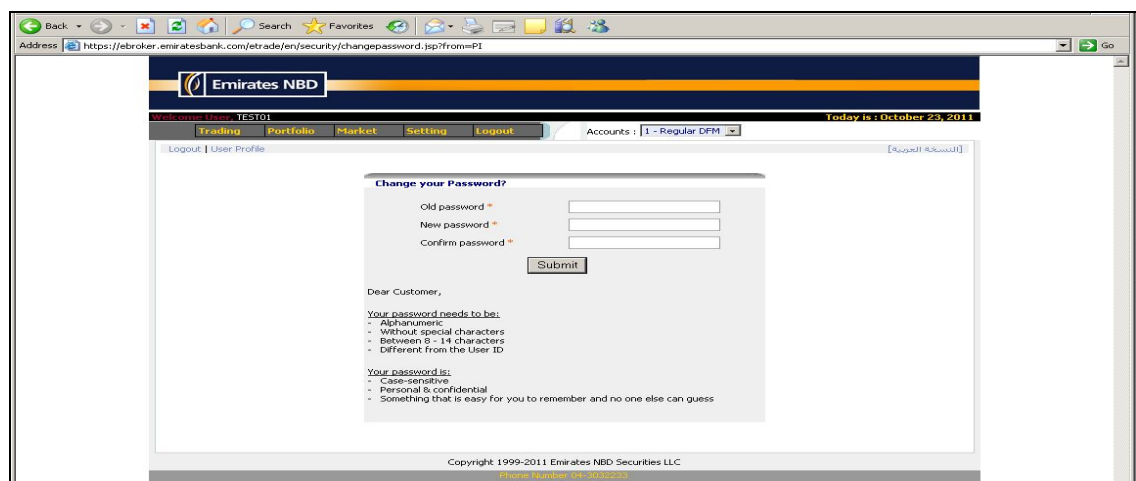 Back Search Favorites
Address https://ebroker.emiratesbank.com/etrade/en/security/changepassword.jsp?from=PI Go
Emirates NBD
Welcome User, TEST01 Today is : October 23, 2011
Trading Portfolio Market Setting Logout Accounts : 1 - Regular DFM
Logout | User Profile [النسخة العربية]
Change your Password?
Old password *
New password *
Confirm password *
Submit
Dear Customer,
Your password needs to be:
- Alphanumeric
- Without special characters
- Between 8 - 14 characters
- Different from the User ID
Your password is:
- Case-sensitive
- Personal & confidential
- Something that is easy for you to remember and no one else can guess
Copyright 1999-2011 Emirates NBD Securities LLC
Phone Number 04-3032233